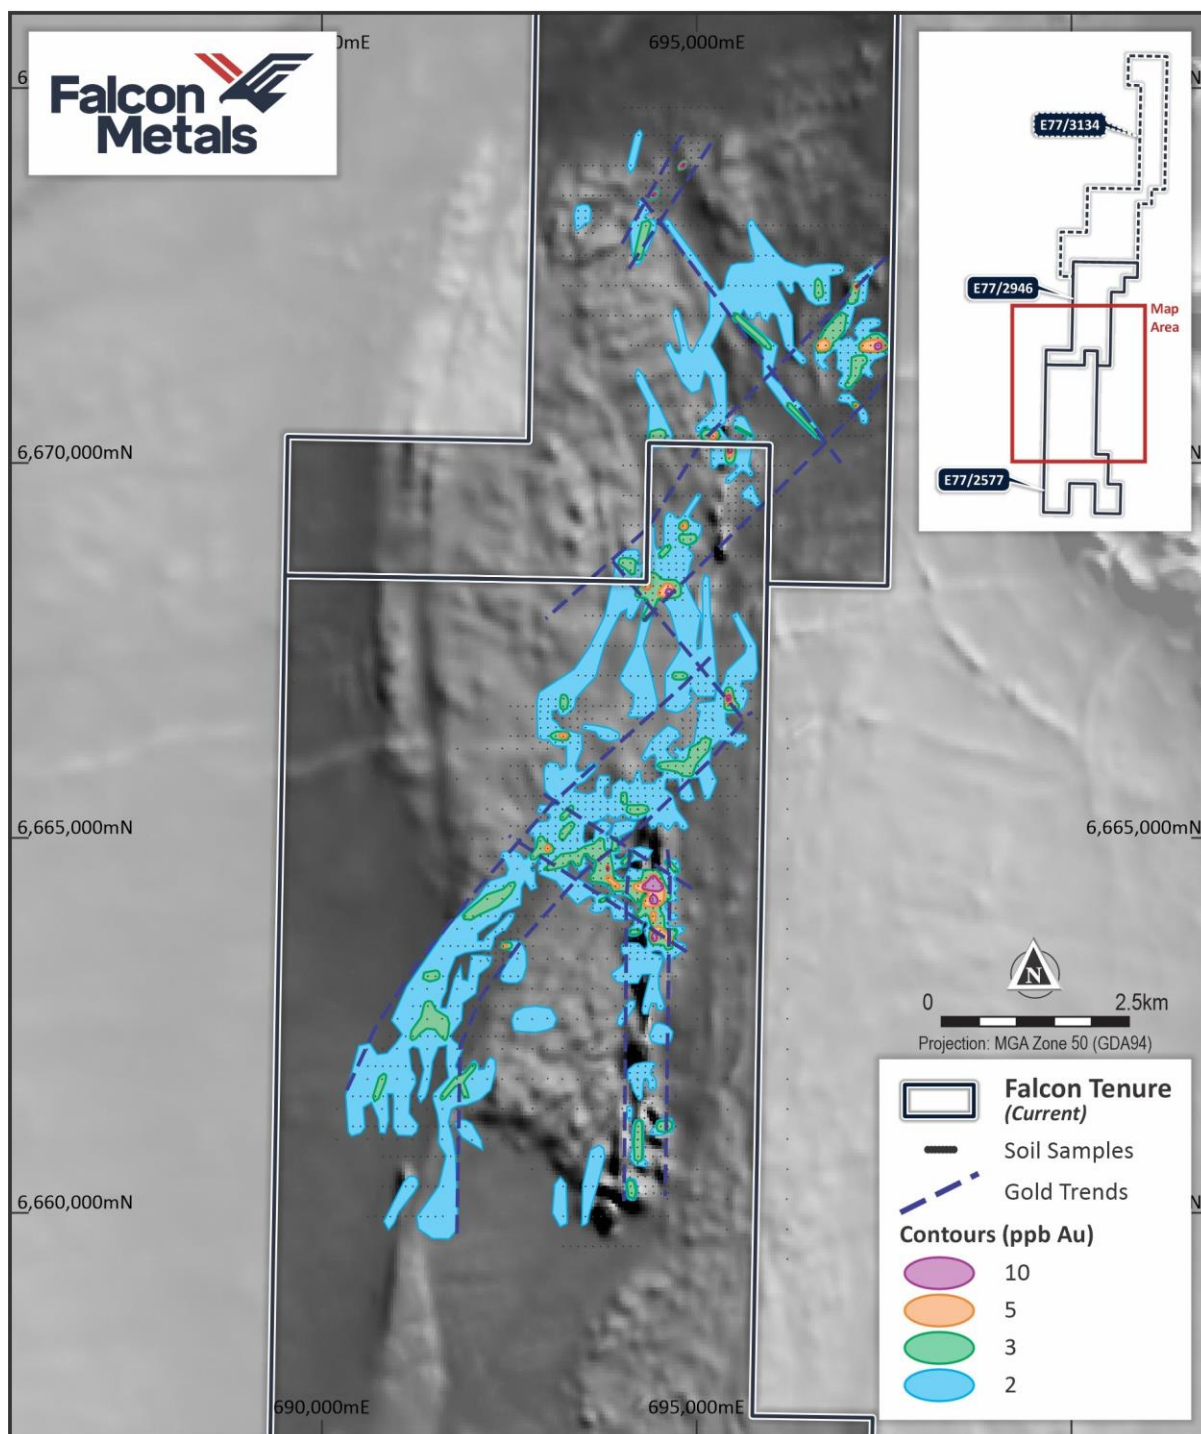 Falcon
Metals
695,000mE
E77/3134
E77/2946
Map
Area
E77/2577
6,670,000mN
6,665,000mN
6,665,000mN
N
0 2.5km
Projection: MGA Zone 50 (GDA94)
6,660,000mN
Falcon Tenure
(Current)
Soil Samples
Gold Trends
Contours (ppb Au)
10
5
3
2
690,000mE
695,000mE